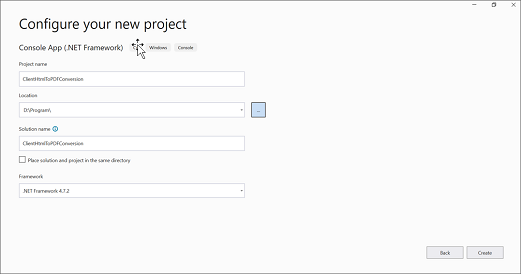 Configure your new project
Console App (.NET Framework) Windows Console
Project name
ClientHtmlToPDFConversion
Location
D:\Program\
...
Solution name
ClientHtmlToPDFConversion
Place solution and project in the same directory
Framework
.NET Framework 4.7.2
Back Create